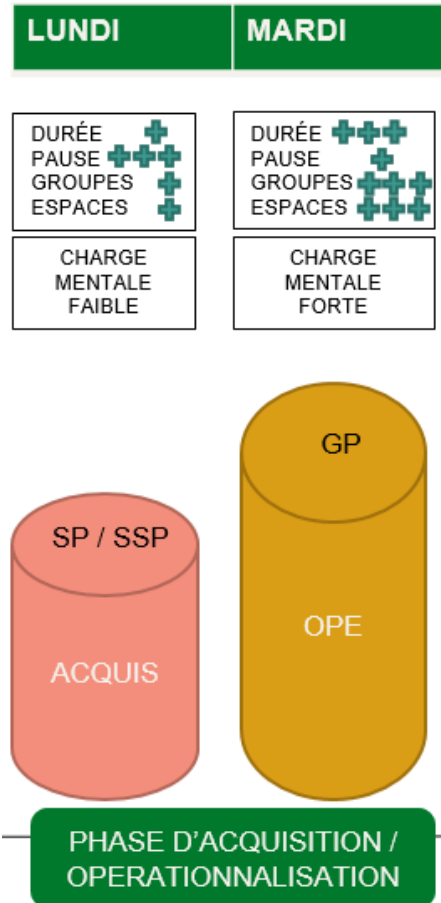 LUNDI
MARDI
DURÉE
PAUSE
GROUPES
ESPACES
DURÉE
PAUSE
GROUPES
ESPACES
CHARGE
MENTALE
FAIBLE
CHARGE
MENTALE
FORTE
GP
SP / SSP
OPE
ACQUIS
PHASE D'ACQUISITION /
OPERATIONNALISATION